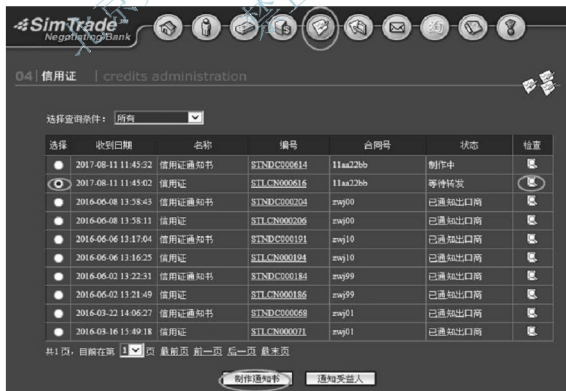 SimTrade
Negotiating Bank
04 信用证 credits administration
选择查询条件： 所有
选择 收到日期 名称 编号 合同号 状态 检查
2017-08-11 11:45:32 信用证通知书 STNDC000614 11aa22bb 制作中
2017-08-11 11:45:02 信用证 STLCN000616 11aa22bb 等待转发
2016-06-08 13:58:43 信用证通知书 STNDC000204 zwj00 已通知出口商
2016-06-08 13:58:11 信用证 STLCN000206 zwj00 已通知出口商
2016-06-06 13:17:04 信用证通知书 STNDC000191 zwj10 已通知出口商
2016-06-06 13:16:25 信用证 STLCN000194 zwj10 已通知出口商
2016-06-02 13:22:31 信用证通知书 STNDC000184 zwj99 已通知出口商
2016-06-02 13:21:49 信用证 STLCN000186 zwj99 已通知出口商
2016-03-22 14:06:27 信用证通知书 STNDC000068 zwj01 已通知出口商
2016-03-16 15:49:18 信用证 STLCN000071 zwj01 已通知出口商
共1页，目前在第 1 页 最前页 前一页 后一页 最末页
制作通知书 通知受益人